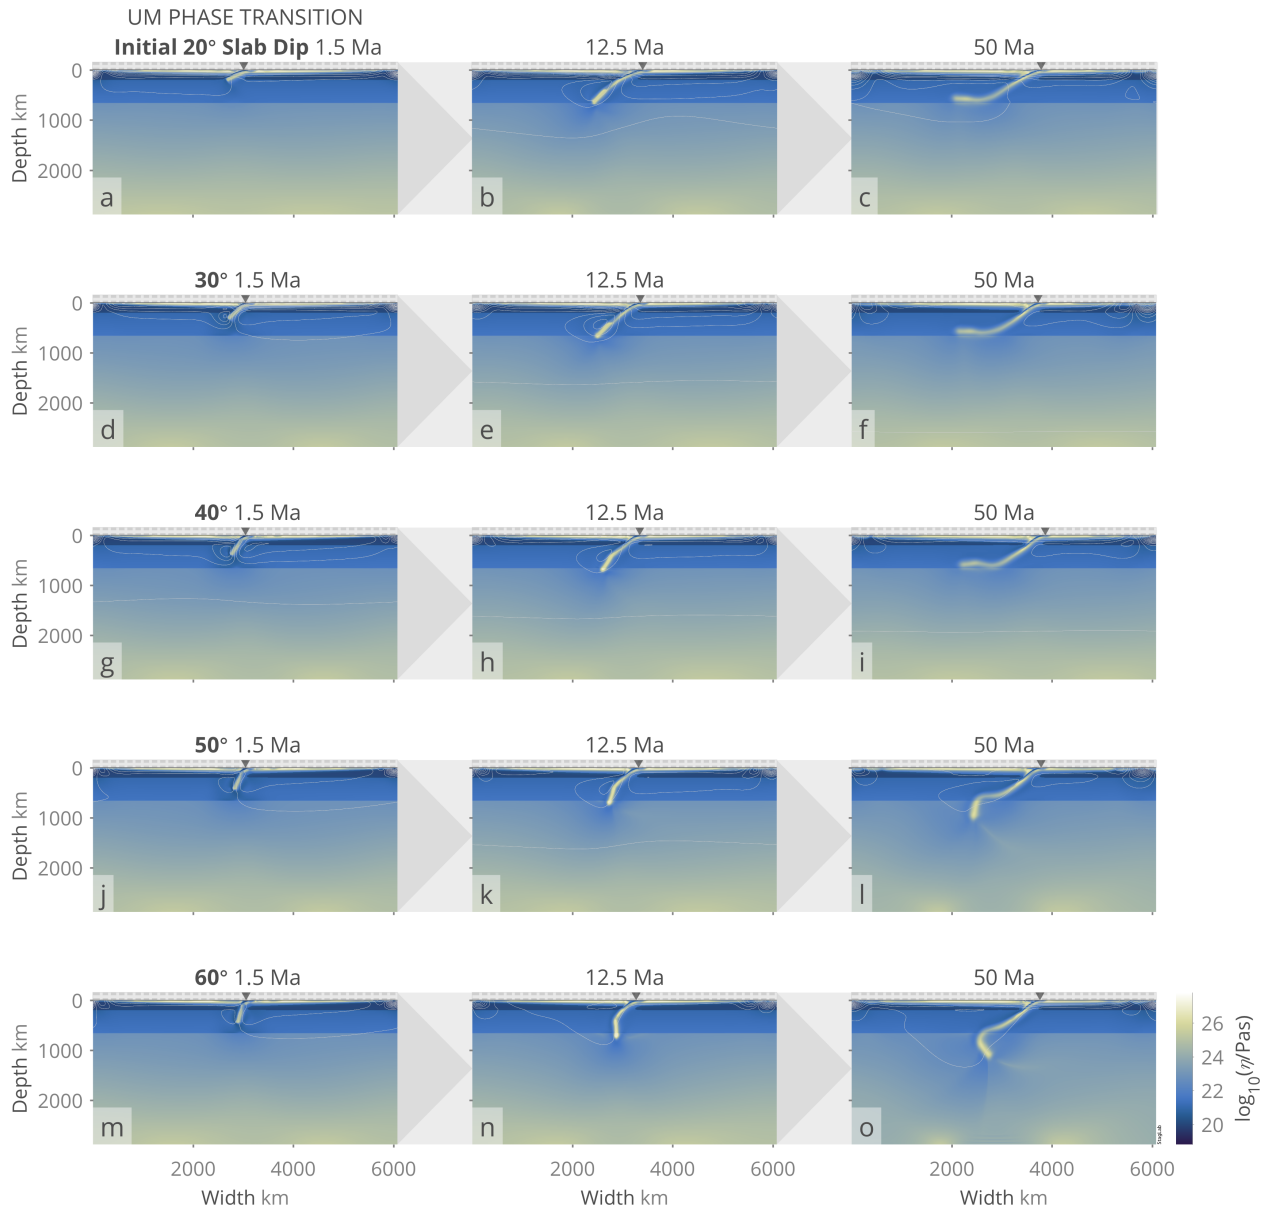 UM PHASE TRANSITION
Initial 20° Slab Dip 1.5 Ma 12.5 Ma 50 Ma
0
1000
2000
Depth km
a b c
30° 1.5 Ma 12.5 Ma 50 Ma
0
1000
2000
Depth km
d e f
40° 1.5 Ma 12.5 Ma 50 Ma
0
1000
2000
Depth km
g h i
50° 1.5 Ma 12.5 Ma 50 Ma
0
1000
2000
Depth km
j k l
60° 1.5 Ma 12.5 Ma 50 Ma
0
1000
2000
Depth km
m n o
StagLab
26
24
22
20
log10(η/Pas)
2000 4000 6000 2000 4000 6000 2000 4000 6000
Width km Width km Width km